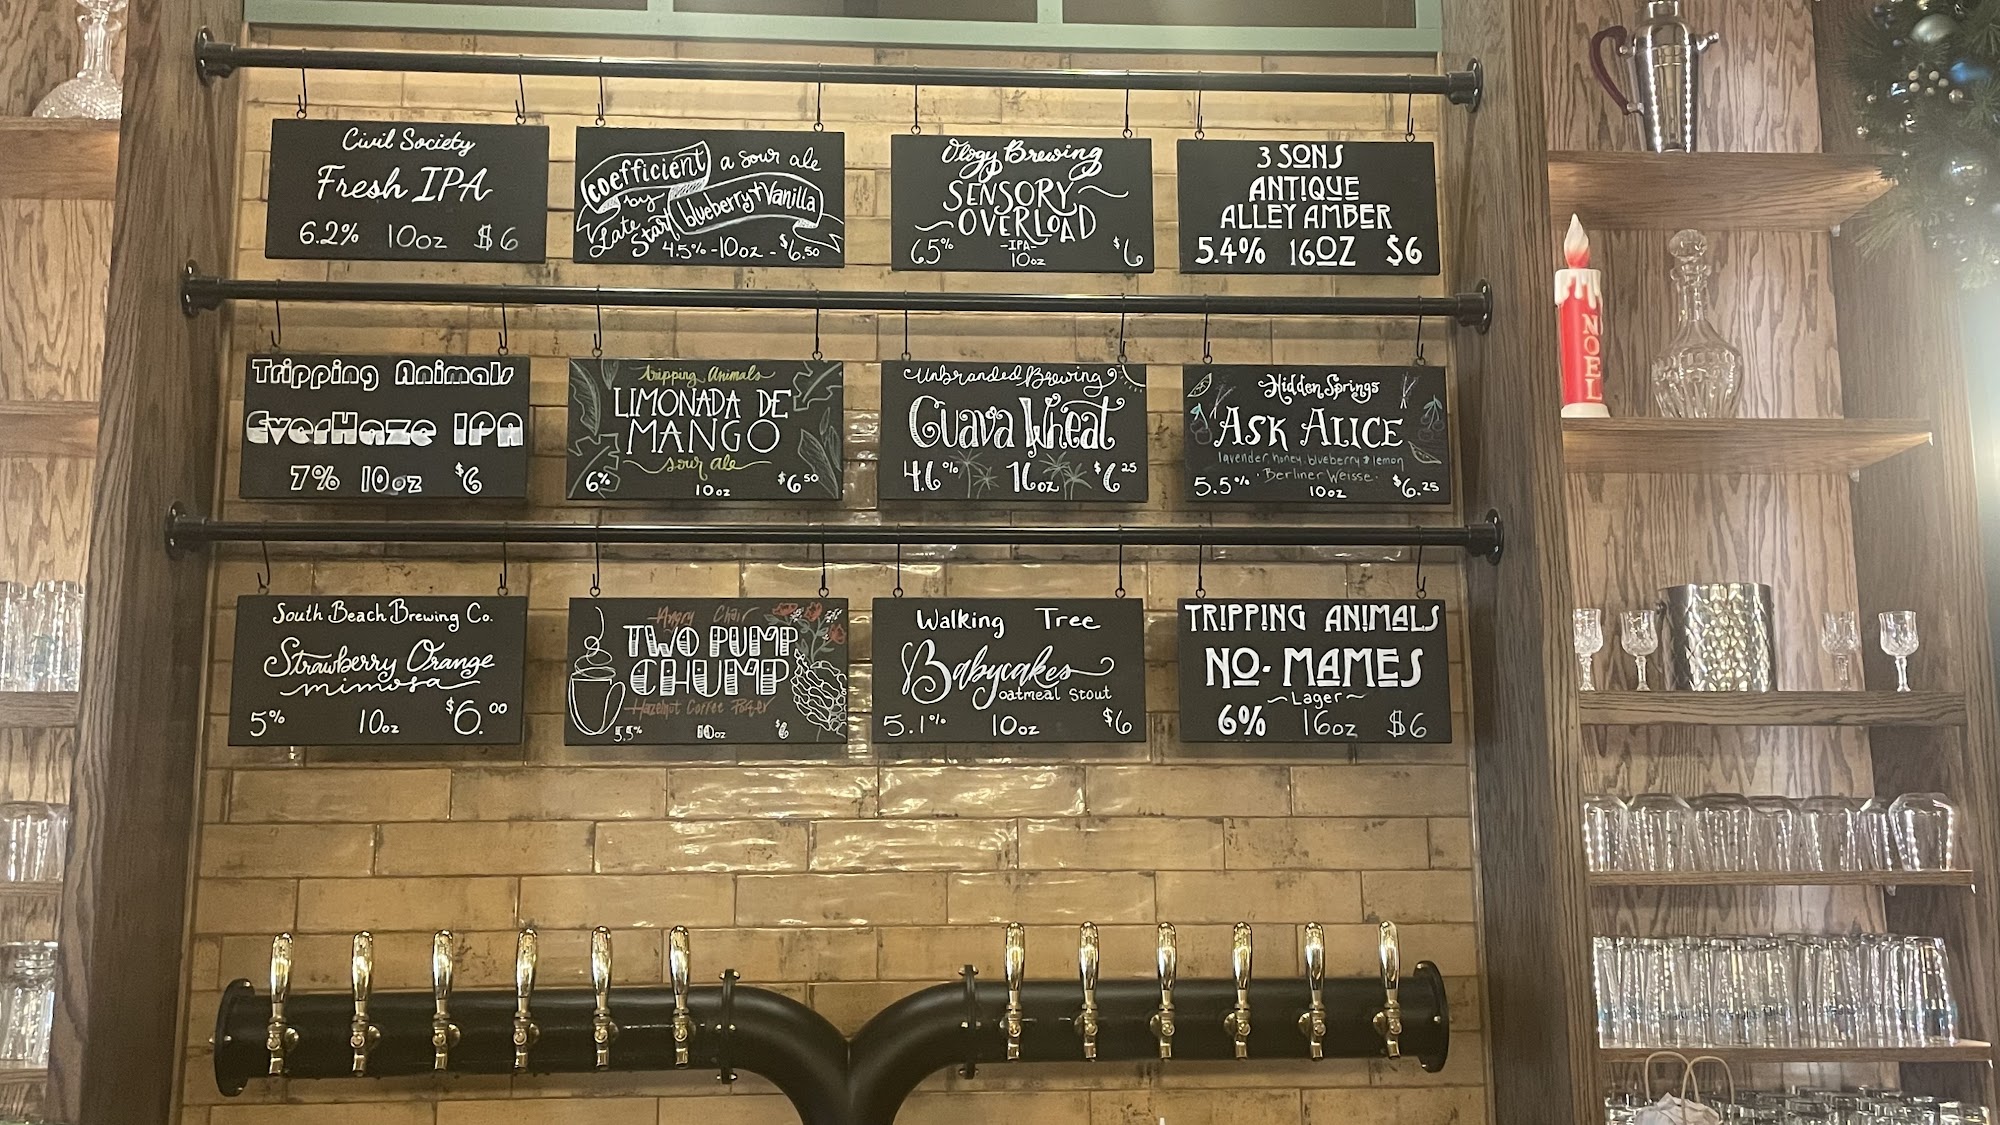 Civil Society
Fresh IPA
6.2% 10oz $6
coefficient a sour ale
by blueberry + Vanilla
Late Start
4.5% - 10oz - $6.50
Ology Brewing
SENSORY
OVERLOAD
-IPA-
6.5% 10oz $6
3 SONS
ANTIQUE
ALLEY AMBER
5.4% 16OZ $6
Tripping Animals
EverHaze IPA
7% 10oz $6
Tripping Animals
LIMONADA DE
MANGO
sour ale
6% 10oz $6.50
Unbranded Brewing
Guava Wheat
4.6% 16oz $6.25
Hidden Springs
ASK ALICE
lavender, honey, blueberry & lemon
Berliner Weisse
5.5% 10oz $6.25
South Beach Brewing Co.
Strawberry Orange
mimosa
5% 10oz $6.00
Angry Chair
TWO PUMP
CHUMP
Hazelnut Coffee Porter
5.5% 10oz $6
Walking Tree
Babycakes
oatmeal Stout
5.1% 10oz $6
TRIPPING ANIMALS
NO-MAMES
~Lager~
6% 16oz $6
NOEL